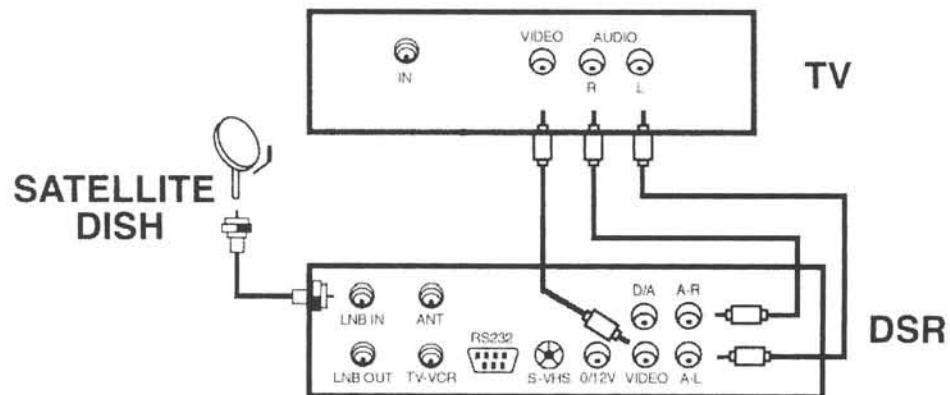 VIDEO AUDIO
IN
R L
TV
SATELLITE
DISH
D/A A-R
LNB IN ANT
DSR
RS232
LNB OUT TV-VCR S-VHS 0/12V VIDEO A-L